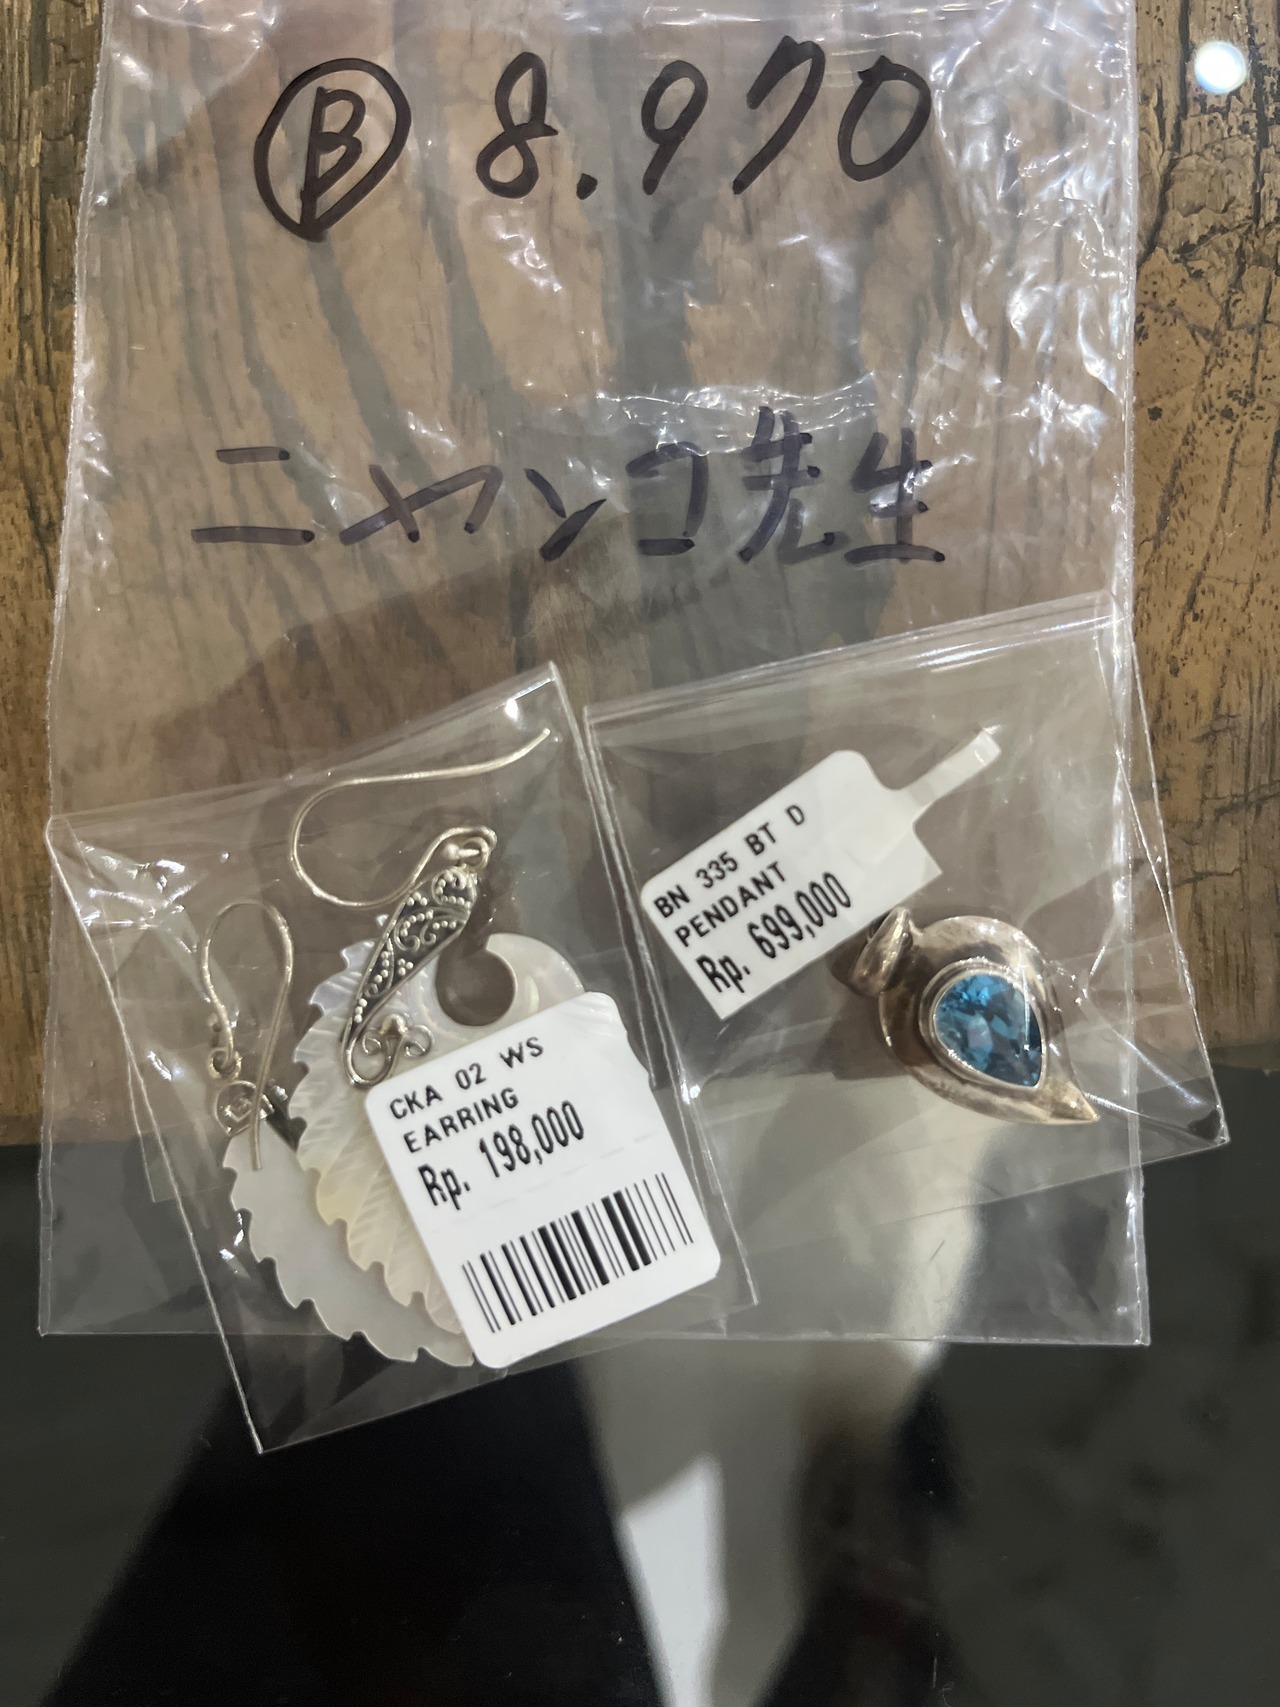 Ⓑ 8.970
ニャンコ先生
BN 335 BT D
PENDANT
Rp. 699,000
CKA 02 WS
EARRING
Rp. 198,000